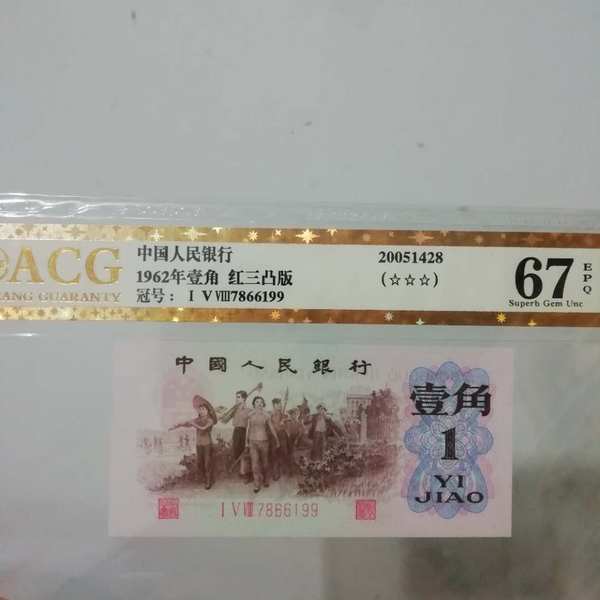 ACG
ANG GUARANTY
中国人民银行
1962年壹角 红三凸版
冠号： I V VIII7866199
20051428
(☆☆☆)
67 EPQ
Superb Gem Unc
中國人民銀行
壹角
1
YI
JIAO
I V VIII 7866199